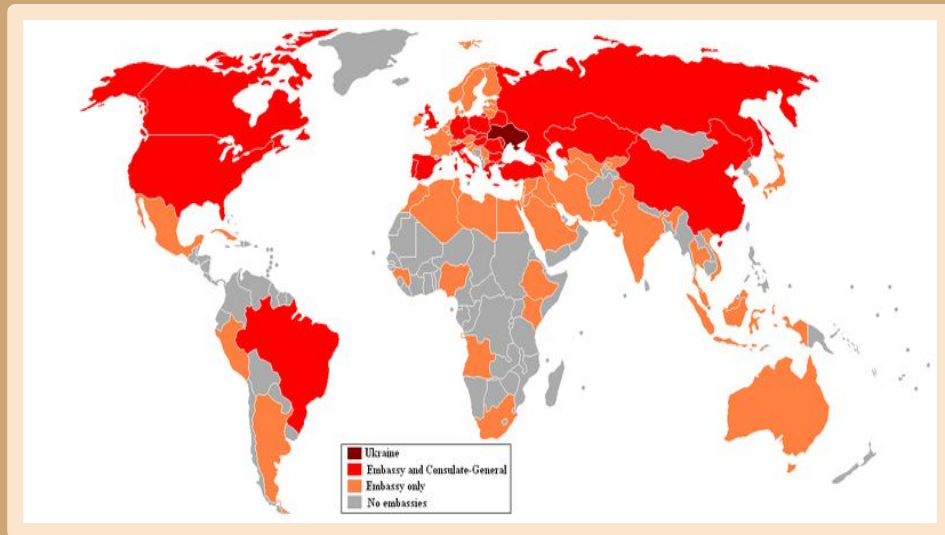 Ukraine
Embassy and Consulate-General
Embassy only
No embassies